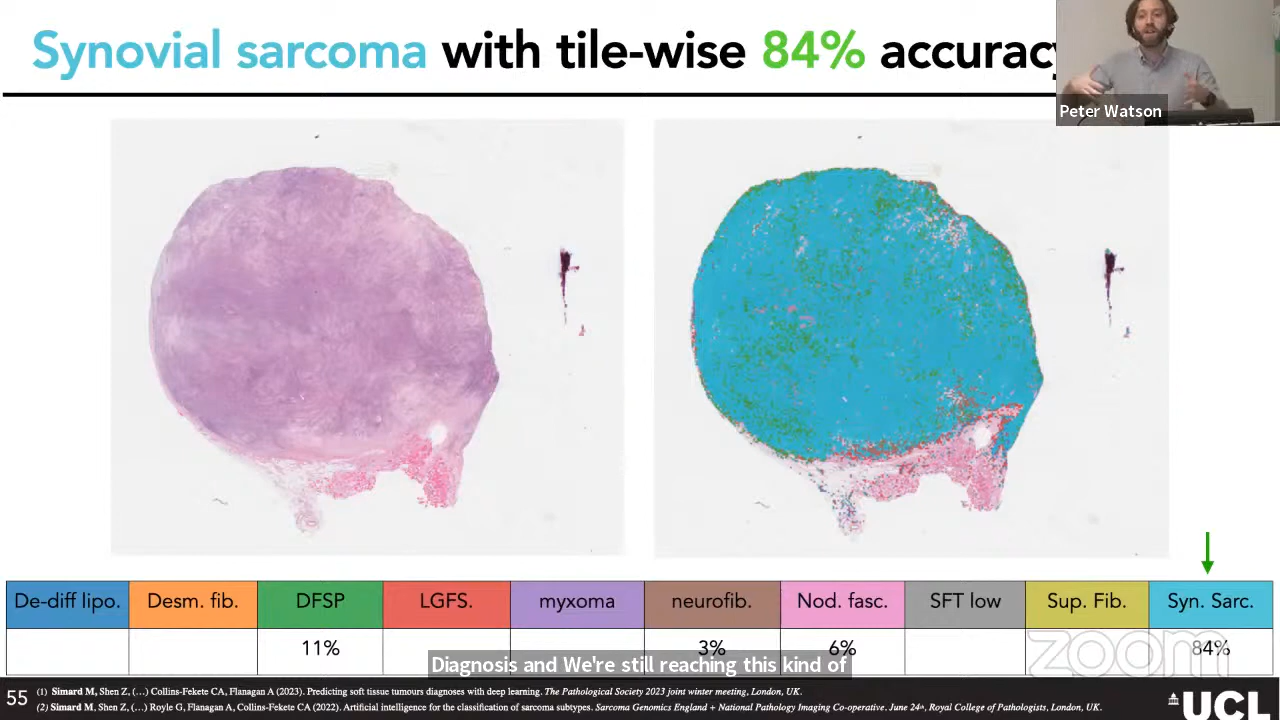 Synovial sarcoma with tile-wise 84% accuracy
Peter Watson
De-diff lipo. Desm. fib. DFSP LGFS. myxoma neurofib. Nod. fasc. SFT low Sup. Fib. Syn. Sarc.
11% 3% 6% 84%
zoom
Diagnosis and We're still reaching this kind of
55
(1) Simard M, Shen Z, (...) Collins-Fekete CA, Flanagan A (2023). Predicting soft tissue tumours diagnoses with deep learning. The Pathological Society 2023 joint winter meeting, London, UK.
(2) Simard M, Shen Z, (...) Royle G, Flanagan A, Collins-Fekete CA (2022). Artificial intelligence for the classification of sarcoma subtypes. Sarcoma Genomics England + National Pathology Imaging Co-operative. June 24th, Royal College of Pathologists, London, UK.
UCL